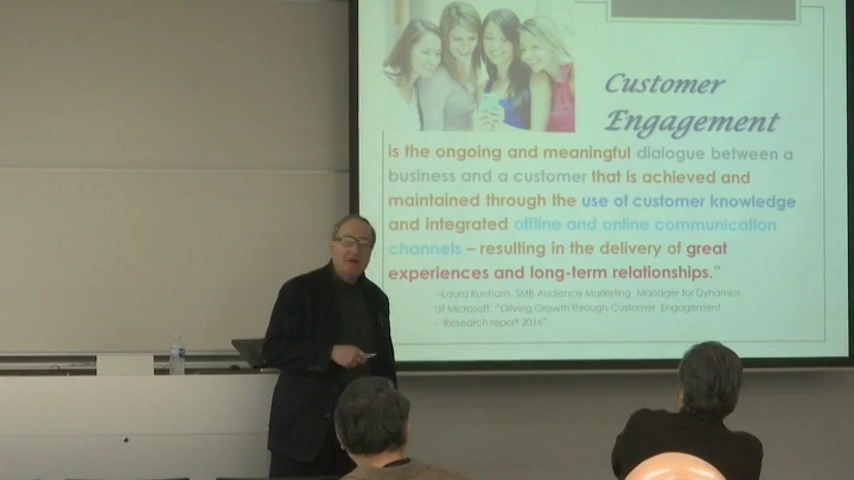 Customer
Engagement
is the ongoing and meaningful dialogue between a
business and a customer that is achieved and
maintained through the use of customer knowledge
and integrated offline and online communication
channels – resulting in the delivery of great
experiences and long-term relationships."
--Laura Runham, SMB Audience Marketing Manager for Dynamics
at Microsoft, "Driving Growth Through Customer Engagement
- Research report 2016"